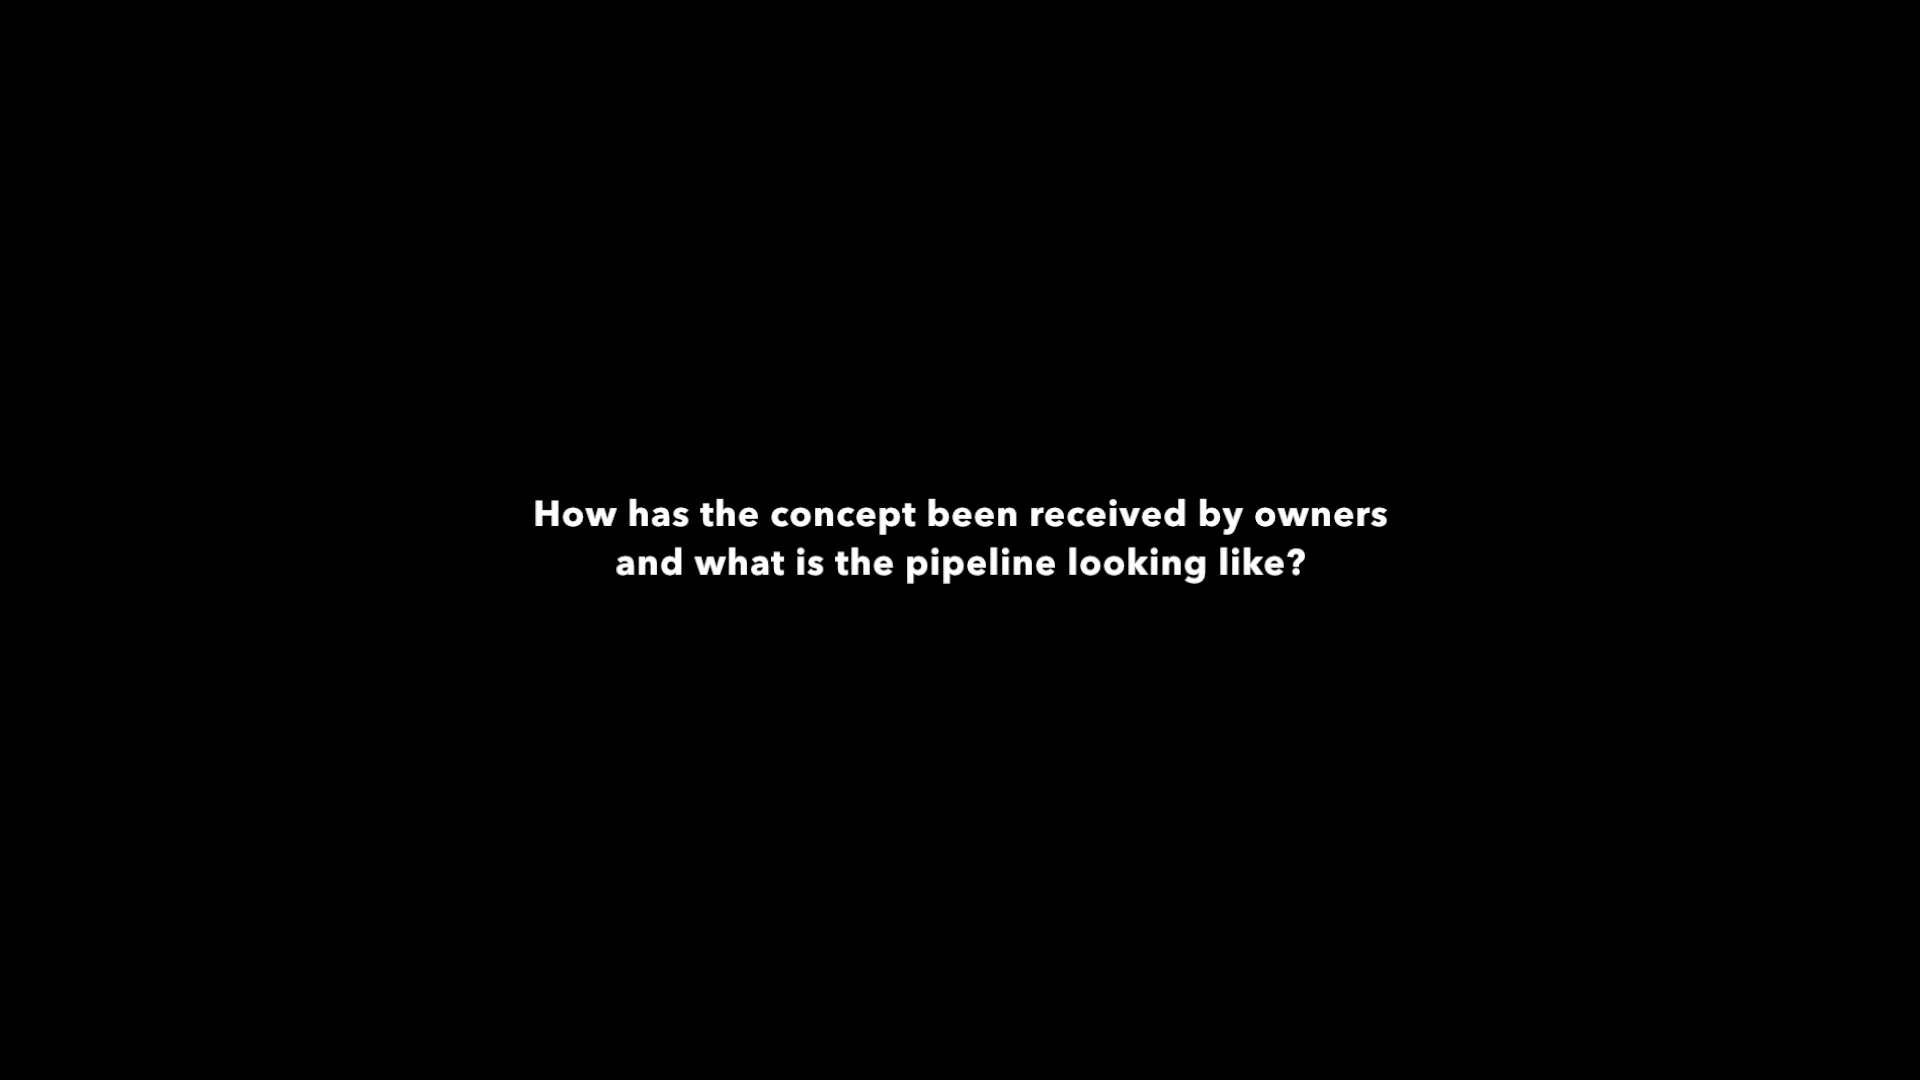 How has the concept been received by owners
and what is the pipeline looking like?